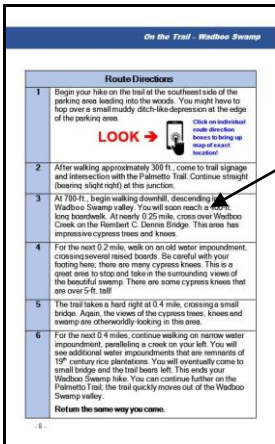 On the Trail - Wadboo Swamp
Route Directions
1 Begin your hike on the trail at the southeast side of the
parking area leading into the woods. You might have to
hop over a small muddy ditch-like depression at the edge
of the parking area.
LOOK →
Click on individual
route direction
boxes to bring up
map of exact
location!
2 After walking approximately 300 ft., come to trail signage
and intersection with the Palmetto Trail. Continue straight
(bearing slight right) at this junction.
3 At 700-ft., begin walking downhill, descending
Wadboo Swamp valley. You will soon reach a
long boardwalk. At nearly 0.25 mile, cross over Wadboo
Creek on the Rembert C. Dennis Bridge. This area has
impressive cypress trees and knees.
4 For the next 0.2 mile, walk on an old water impoundment,
crossing several raised boards. Be careful with your
footing here; there are many cypress knees. This is a
great area to stop and take in the surrounding views of
the beautiful swamp. There are some cypress knees that
are over 5-ft. tall!
5 The trail takes a hard right at 0.4 mile, crossing a small
bridge. Again, the views of the cypress trees, knees and
swamp are otherworldly-looking in this area.
6 For the next 0.4 miles, continue walking on narrow water
impoundment, paralleling a creek on your left. You will
see additional water impoundments that are remnants of
19th century rice plantations. You will eventually come to
small bridge and the trail bears left. This ends your
Wadboo Swamp hike. You can continue further on the
Palmetto Trail; the trail quickly moves out of the Wadboo
Swamp valley.
Return the same way you came.
- 6 -